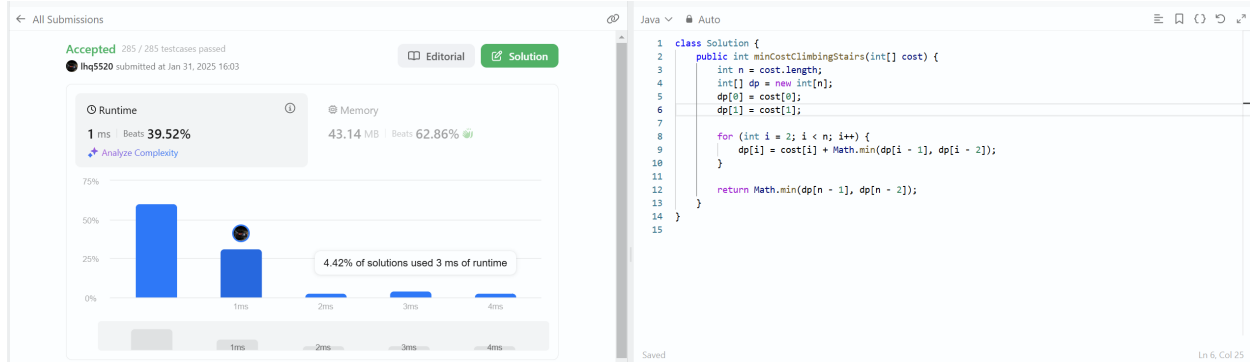 All Submissions
Accepted 285 / 285 testcases passed
lhq5520 submitted at Jan 31, 2025 16:03
Editorial
Solution
Runtime
1 ms Beats 39.52%
Analyze Complexity
Memory
43.14 MB Beats 62.86%
75%
50%
25%
0%
4.42% of solutions used 3 ms of runtime
1ms 2ms 3ms 4ms
1ms 2ms 3ms 4ms
Java Auto
1 class Solution {
2     public int minCostClimbingStairs(int[] cost) {
3         int n = cost.length;
4         int[] dp = new int[n];
5         dp[0] = cost[0];
6         dp[1] = cost[1];
7
8         for (int i = 2; i < n; i++) {
9             dp[i] = cost[i] + Math.min(dp[i - 1], dp[i - 2]);
10         }
11
12         return Math.min(dp[n - 1], dp[n - 2]);
13     }
14 }
15
Saved
Ln 6, Col 25